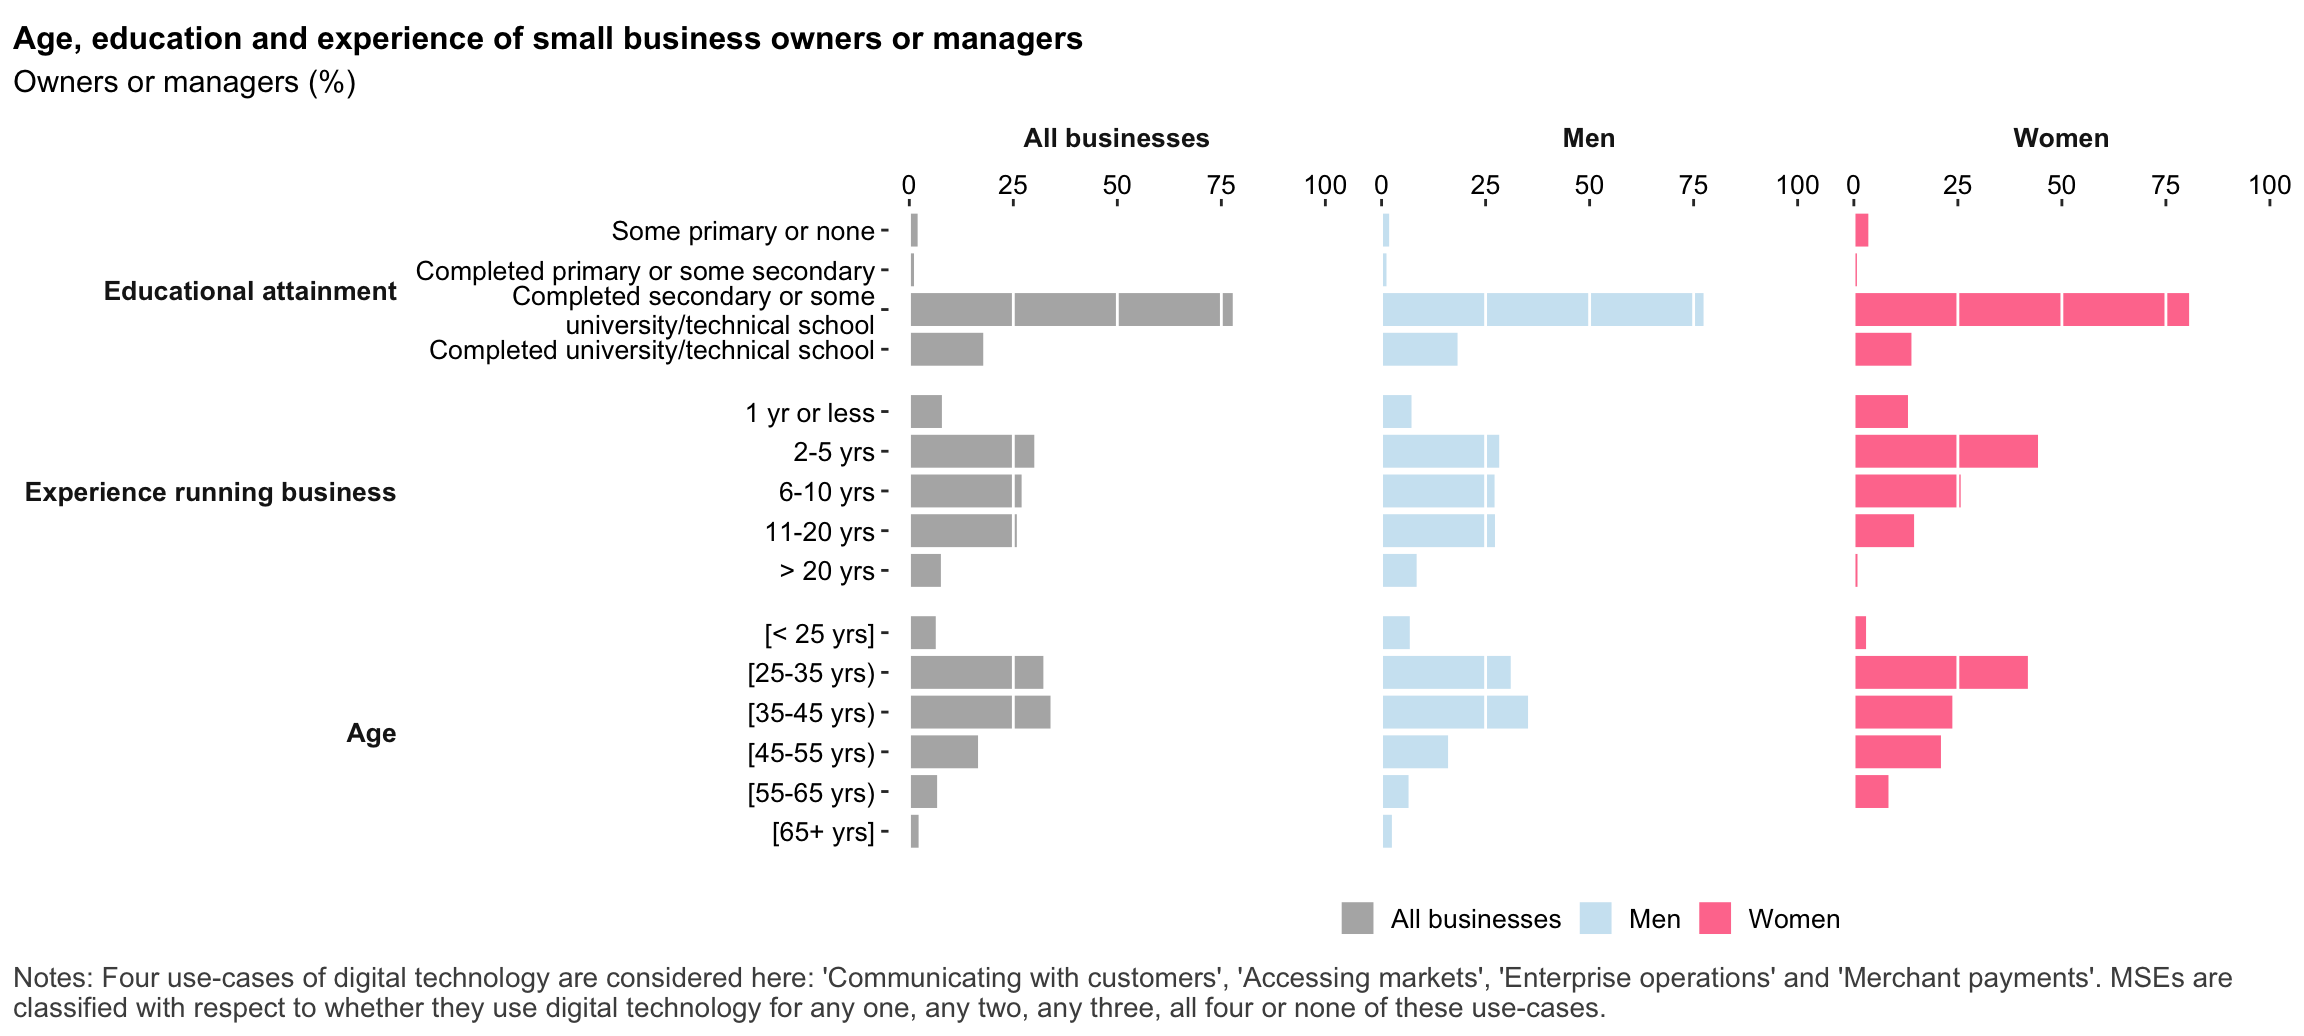 Age, education and experience of small business owners or managers
Owners or managers (%)
All businesses
Men
Women
0 25 50 75 100
0 25 50 75 100
0 25 50 75 100
Educational attainment
Some primary or none
Completed primary or some secondary
Completed secondary or some
university/technical school
Completed university/technical school
Experience running business
1 yr or less
2-5 yrs
6-10 yrs
11-20 yrs
> 20 yrs
Age
[< 25 yrs]
[25-35 yrs)
[35-45 yrs)
[45-55 yrs)
[55-65 yrs)
[65+ yrs]
All businesses
Men
Women
Notes: Four use-cases of digital technology are considered here: 'Communicating with customers', 'Accessing markets', 'Enterprise operations' and 'Merchant payments'. MSEs are
classified with respect to whether they use digital technology for any one, any two, any three, all four or none of these use-cases.